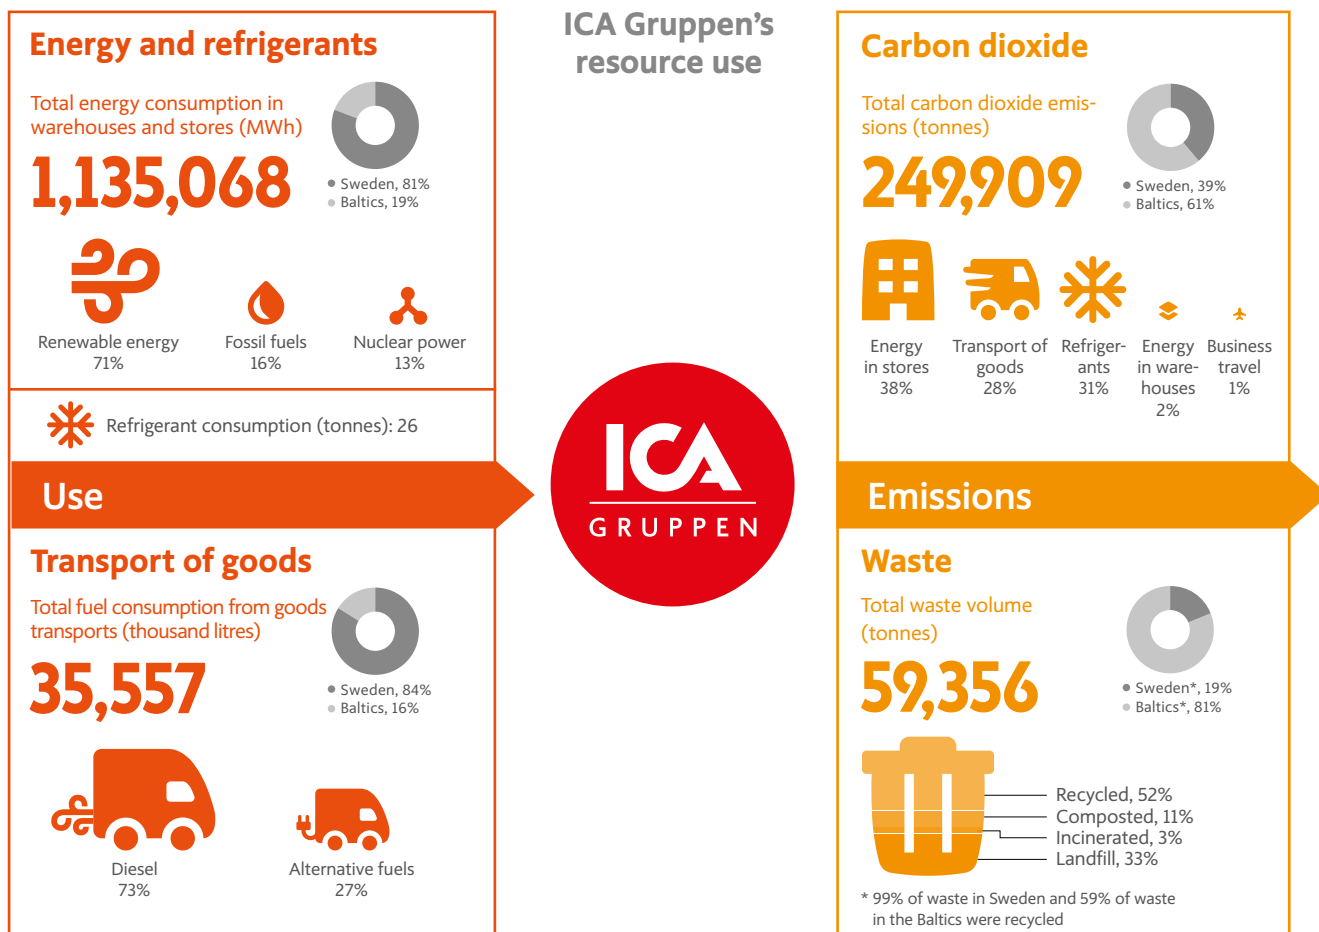 ICA Gruppen’s
resource use
Energy and refrigerants
Total energy consumption in
warehouses and stores (MWh)
1,135,068
Sweden, 81%
Baltics, 19%
Renewable energy
71%
Fossil fuels
16%
Nuclear power
13%
Refrigerant consumption (tonnes): 26
Use
Transport of goods
Total fuel consumption from goods
transports (thousand litres)
35,557
Sweden, 84%
Baltics, 16%
Diesel
73%
Alternative fuels
27%
ICA
GRUPPEN
Carbon dioxide
Total carbon dioxide emis-
sions (tonnes)
249,909
Sweden, 39%
Baltics, 61%
Energy
in stores
38%
Transport of
goods
28%
Refriger-
ants
31%
Energy
in ware-
houses
2%
Business
travel
1%
Emissions
Waste
Total waste volume
(tonnes)
59,356
Sweden*, 19%
Baltics*, 81%
Recycled, 52%
Composted, 11%
Incinerated, 3%
Landfill, 33%
* 99% of waste in Sweden and 59% of waste
in the Baltics were recycled